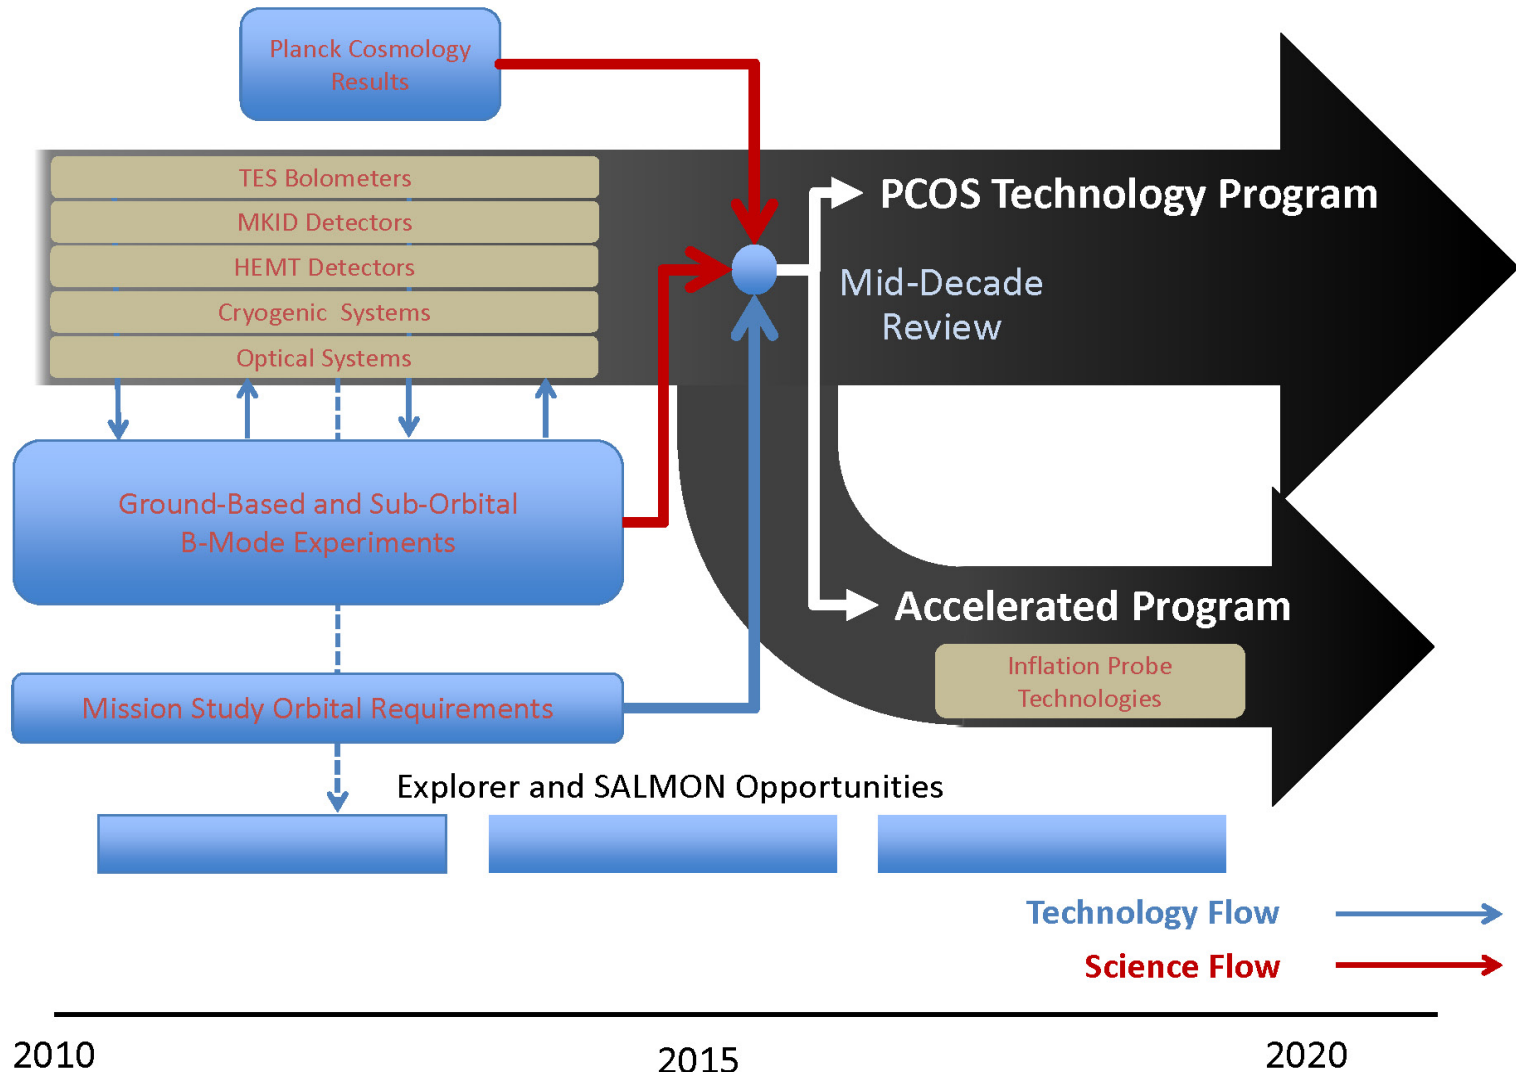 Planck Cosmology
Results
TES Bolometers
MKID Detectors
HEMT Detectors
Cryogenic Systems
Optical Systems
PCOS Technology Program
Mid-Decade
Review
Ground-Based and Sub-Orbital
B-Mode Experiments
Accelerated Program
Inflation Probe
Technologies
Mission Study Orbital Requirements
Explorer and SALMON Opportunities
Technology Flow
Science Flow
2010
2015
2020